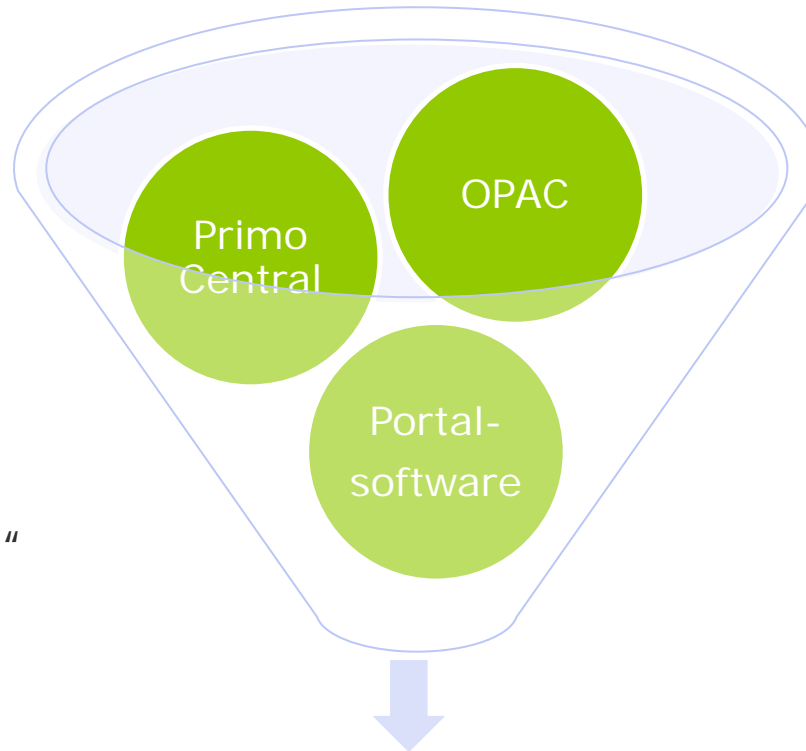 OPAC
Primo
Central
Portal-
software
“